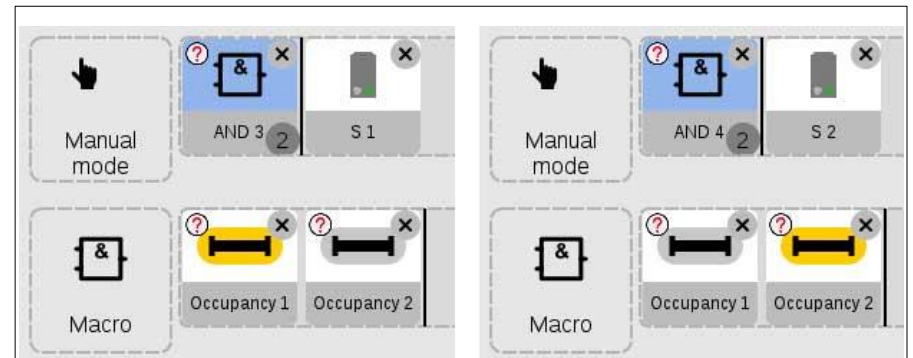 ? & × ×
AND 3 2 S 1
Manual
mode
? × ? ×
&
Occupancy 1 Occupancy 2
Macro
? & × ×
AND 4 2 S 2
Manual
mode
? × ? ×
&
Occupancy 1 Occupancy 2
Macro